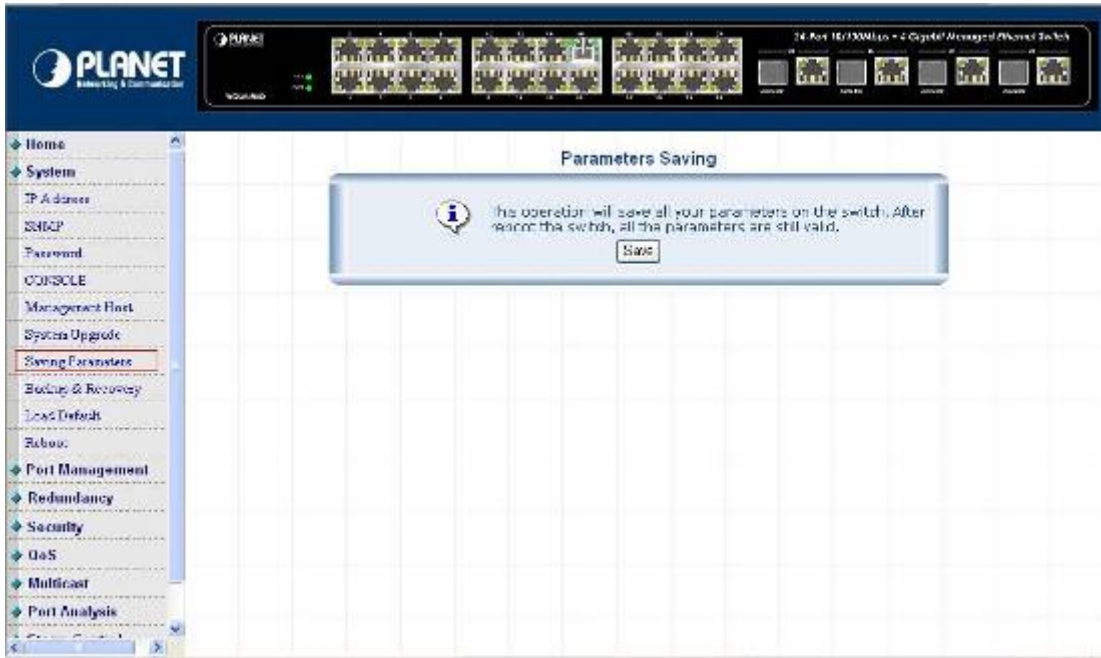 PLANET
Networking & Communication
PLANET
24-Port 10/100Mbps + 4 Gigabit Managed Ethernet Switch
Home
System
IP Address
SNMP
Password
CONSOLE
Management Host
System Upgrade
Saving Parameters
Backup & Recovery
Load Default
Reboot
Port Management
Redundancy
Security
QoS
Multicast
Port Analysis
Parameters Saving
This operation will save all your parameters on the switch. After
reboot the switch, all the parameters are still valid.
Save